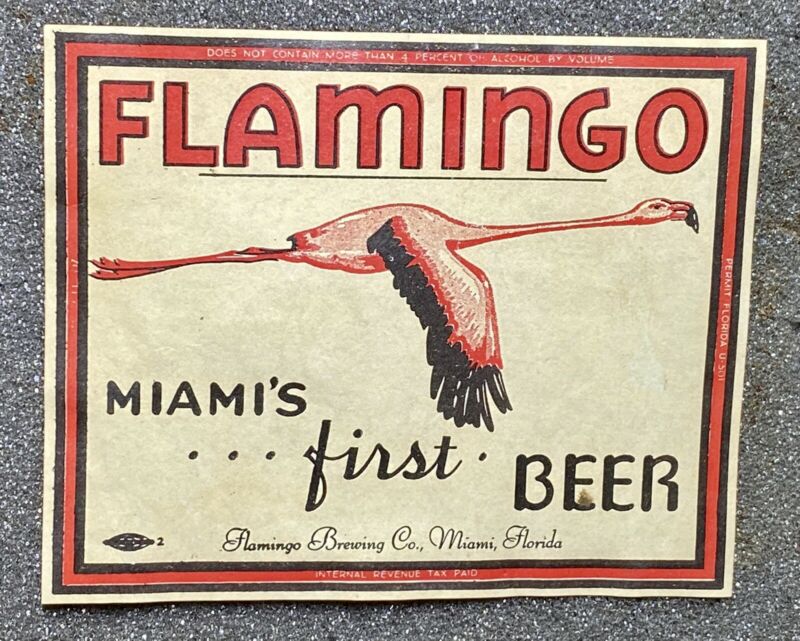 DOES NOT CONTAIN MORE THAN 4 PERCENT OF ALCOHOL BY VOLUME
FLAMINGO
MIAMI'S
... first.
BEER
2
Flamingo Brewing Co., Miami, Florida
PERMIT FLORIDA U-501
INTERNAL REVENUE TAX PAID